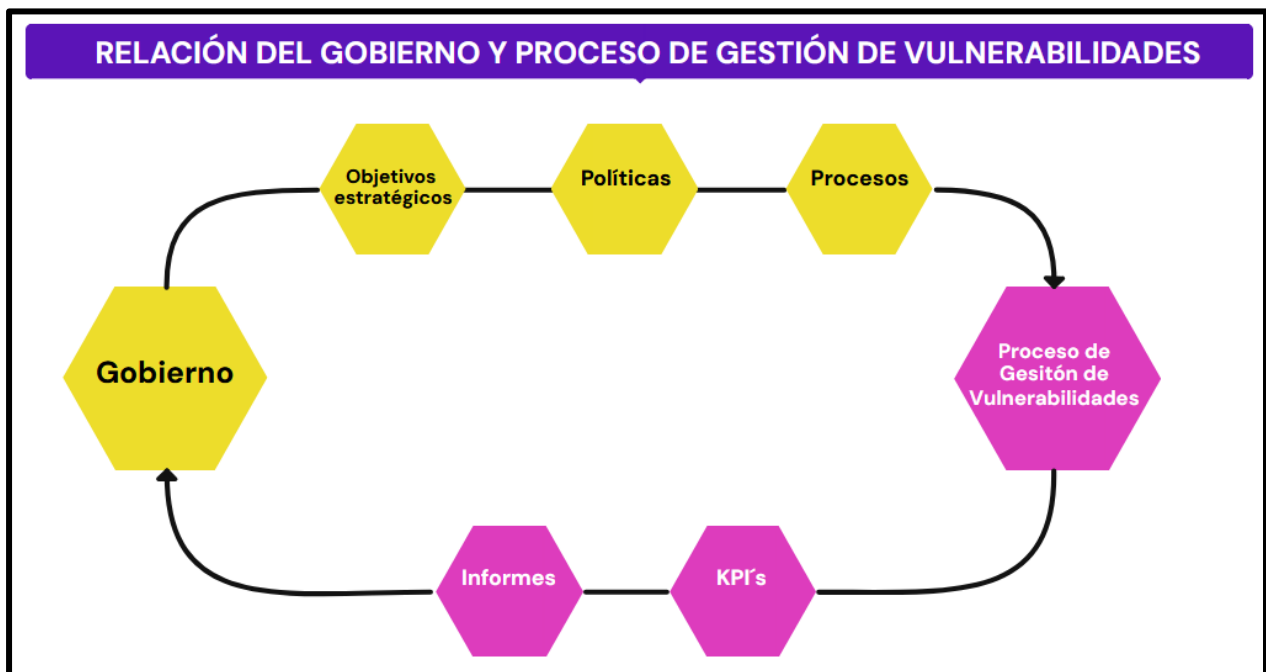 RELACIÓN DEL GOBIERNO Y PROCESO DE GESTIÓN DE VULNERABILIDADES
Objetivos
estratégicos
Políticas
Procesos
Gobierno
Proceso de
Gesitón de
Vulnerabilidades
Informes
KPI´s